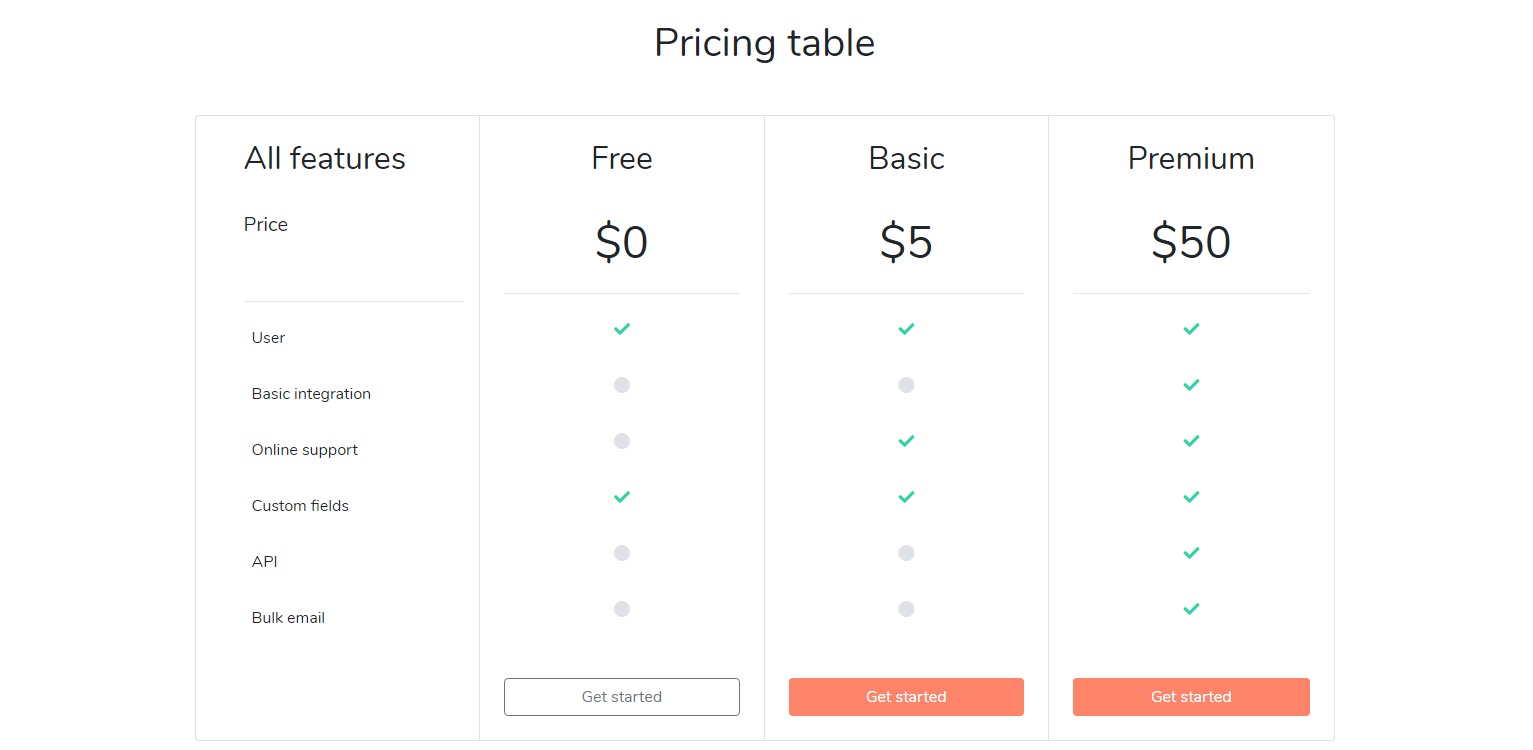 Pricing table
All features
Free
Basic
Premium
Price
$0
$5
$50
User
Basic integration
Online support
Custom fields
API
Bulk email
Get started
Get started
Get started